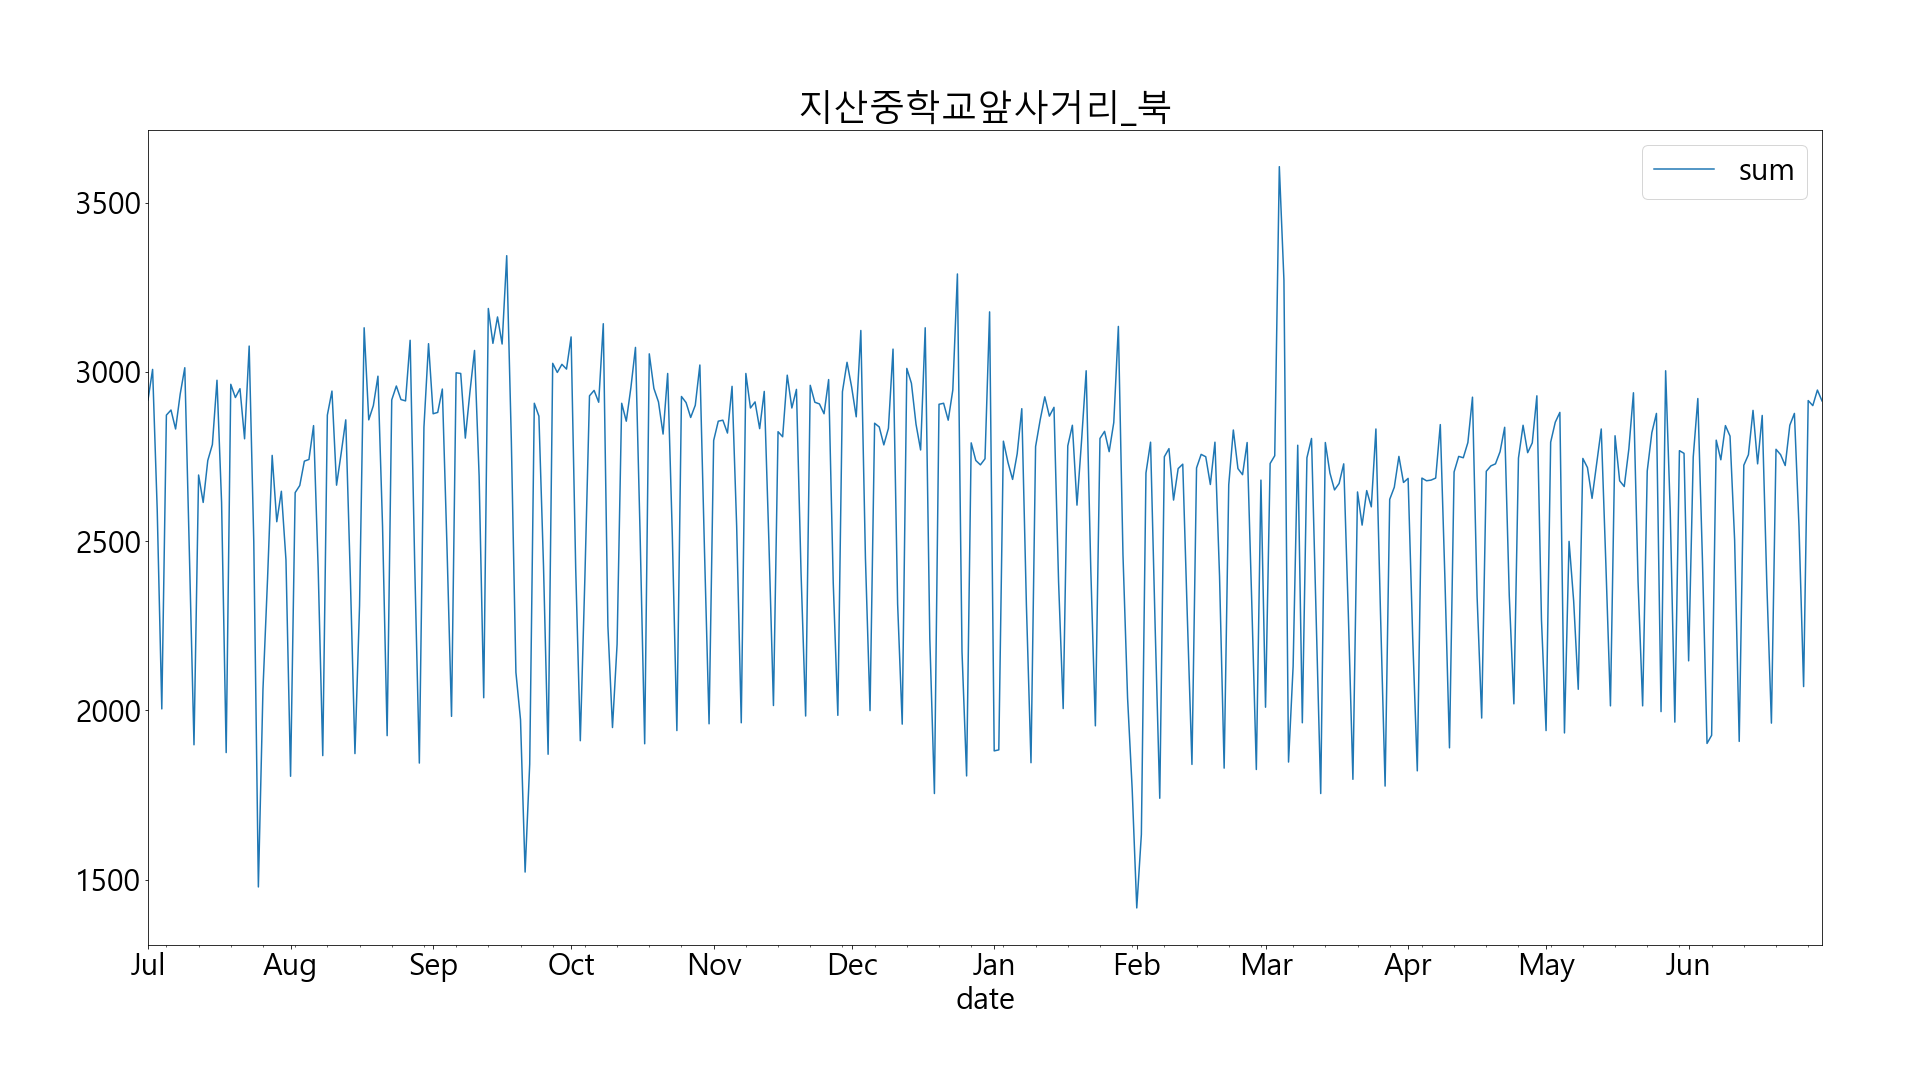 지산중학교앞사거리_북
sum
3500
3000
2500
2000
1500
Jul Aug Sep Oct Nov Dec Jan Feb Mar Apr May Jun
date